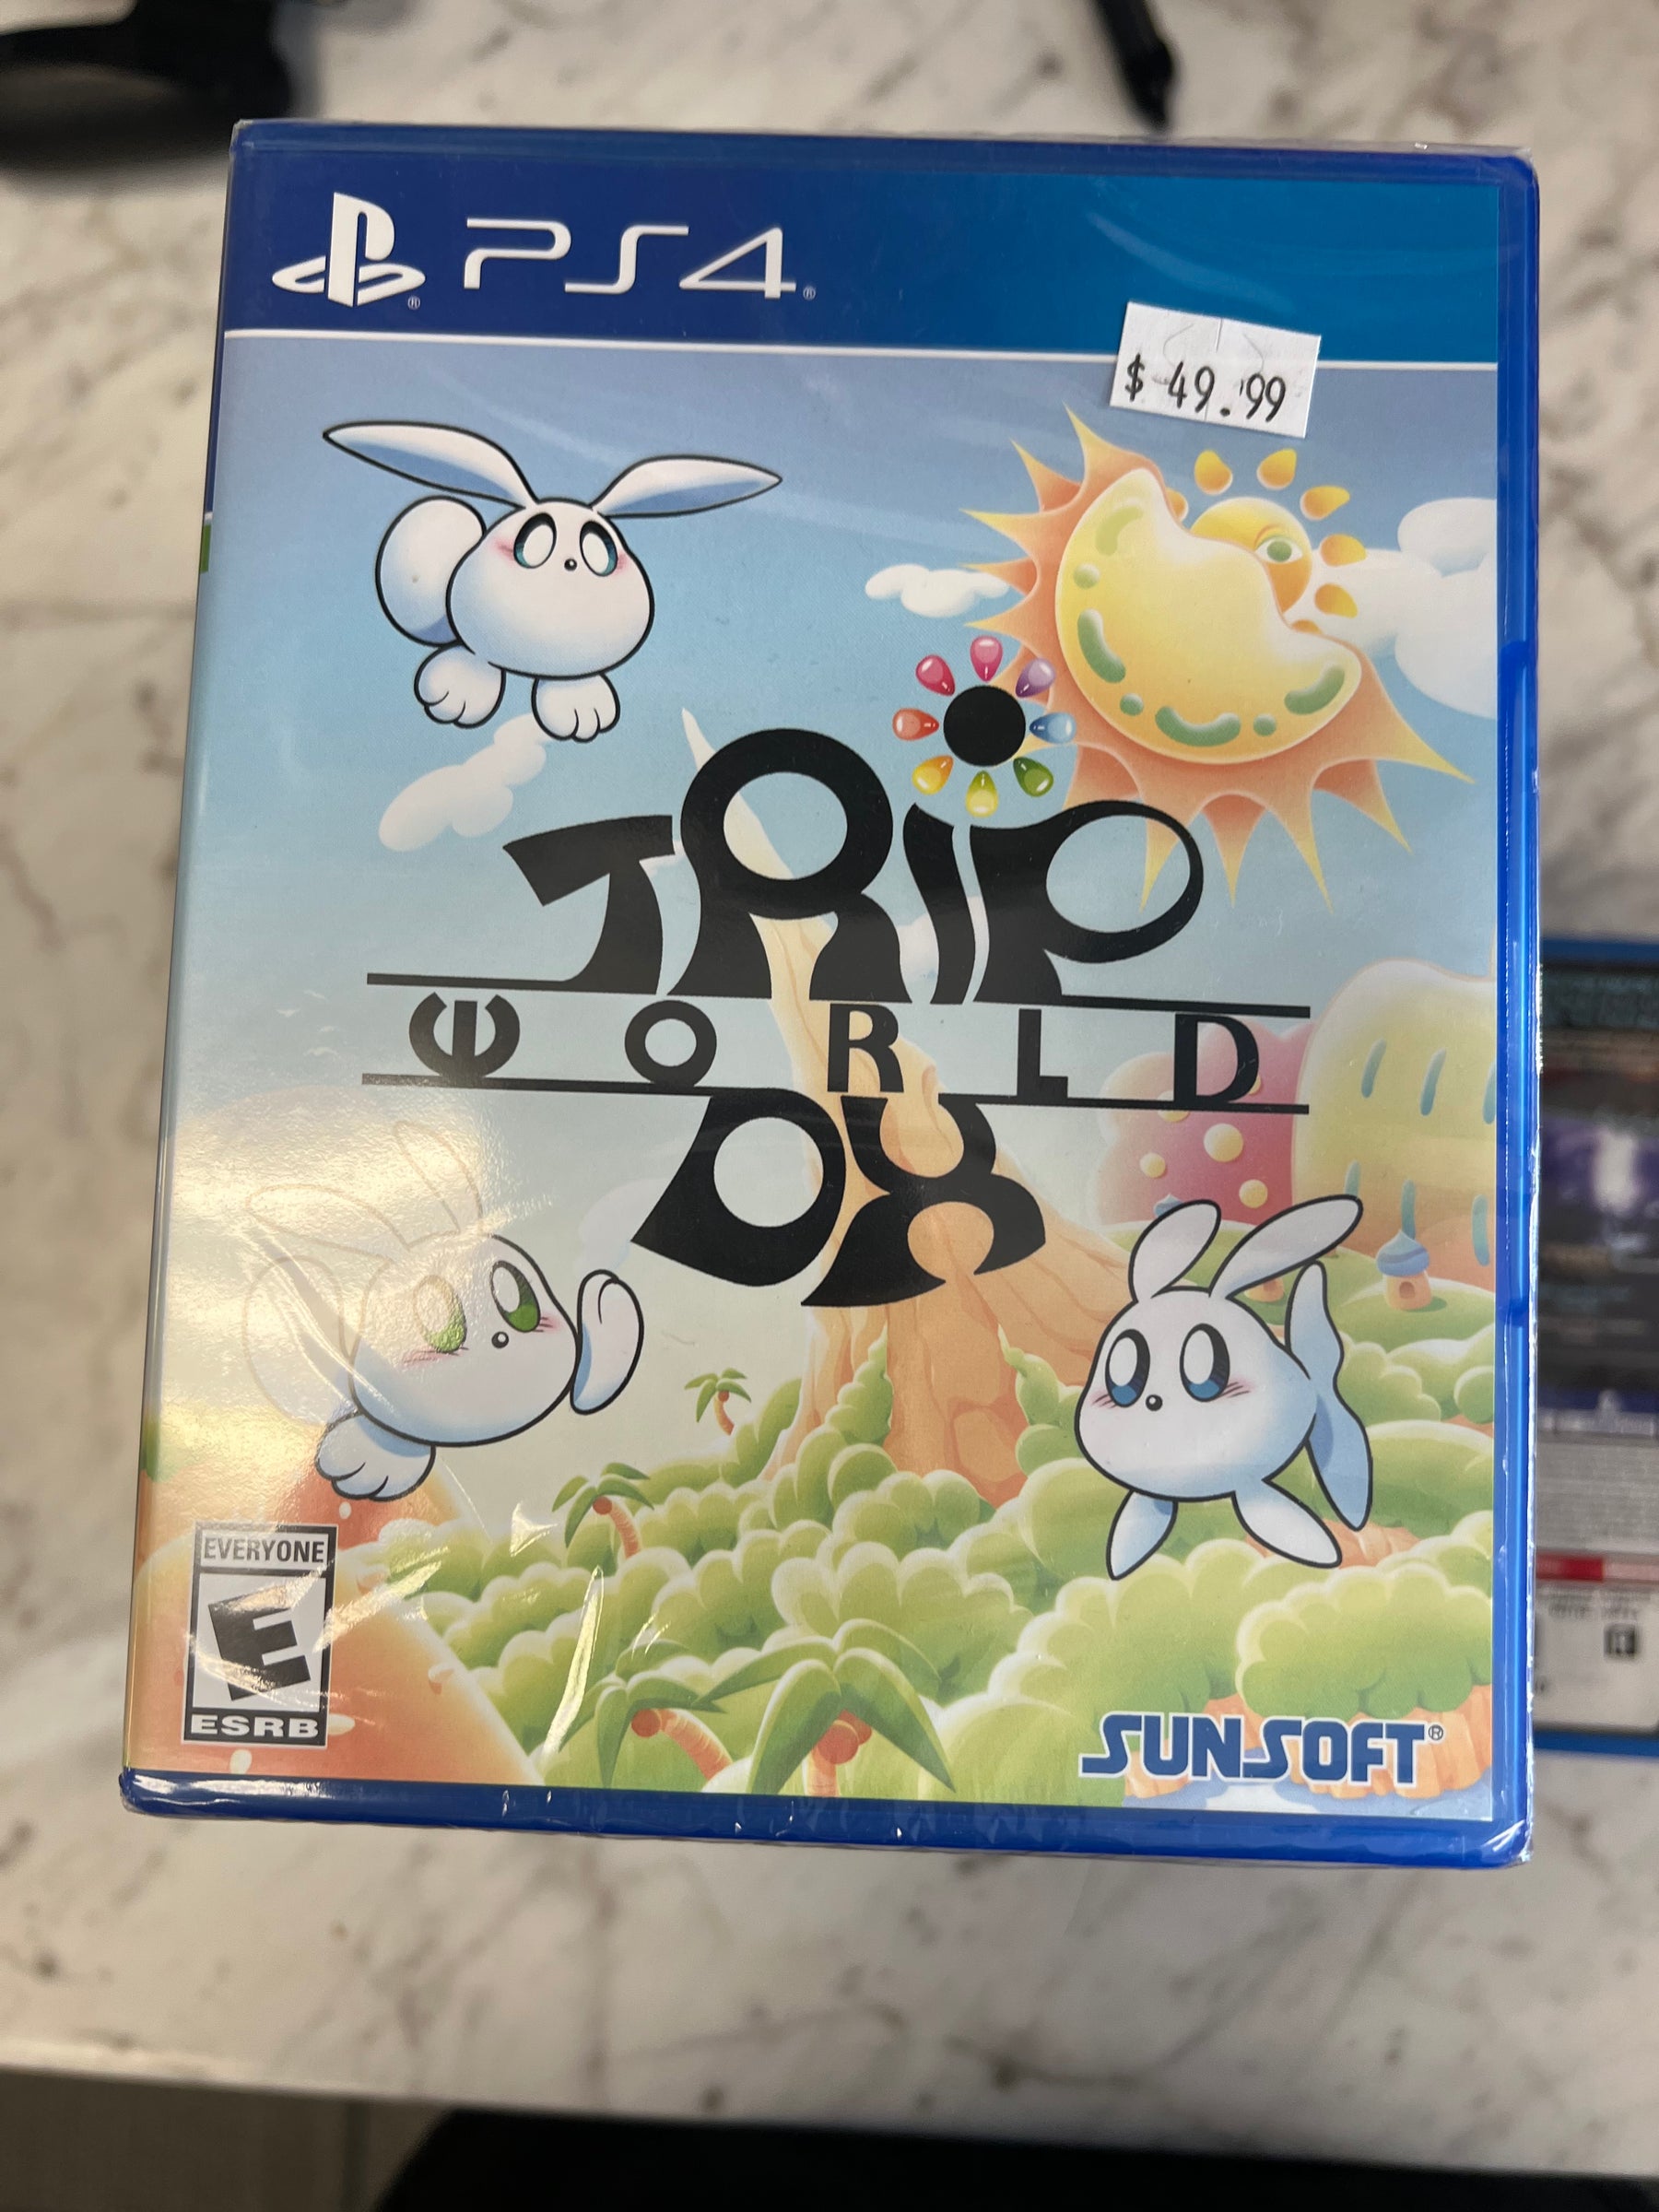 PS4
$ 49.99
TRIP
WORLD
DX
EVERYONE
E
ESRB
SUNSOFT®